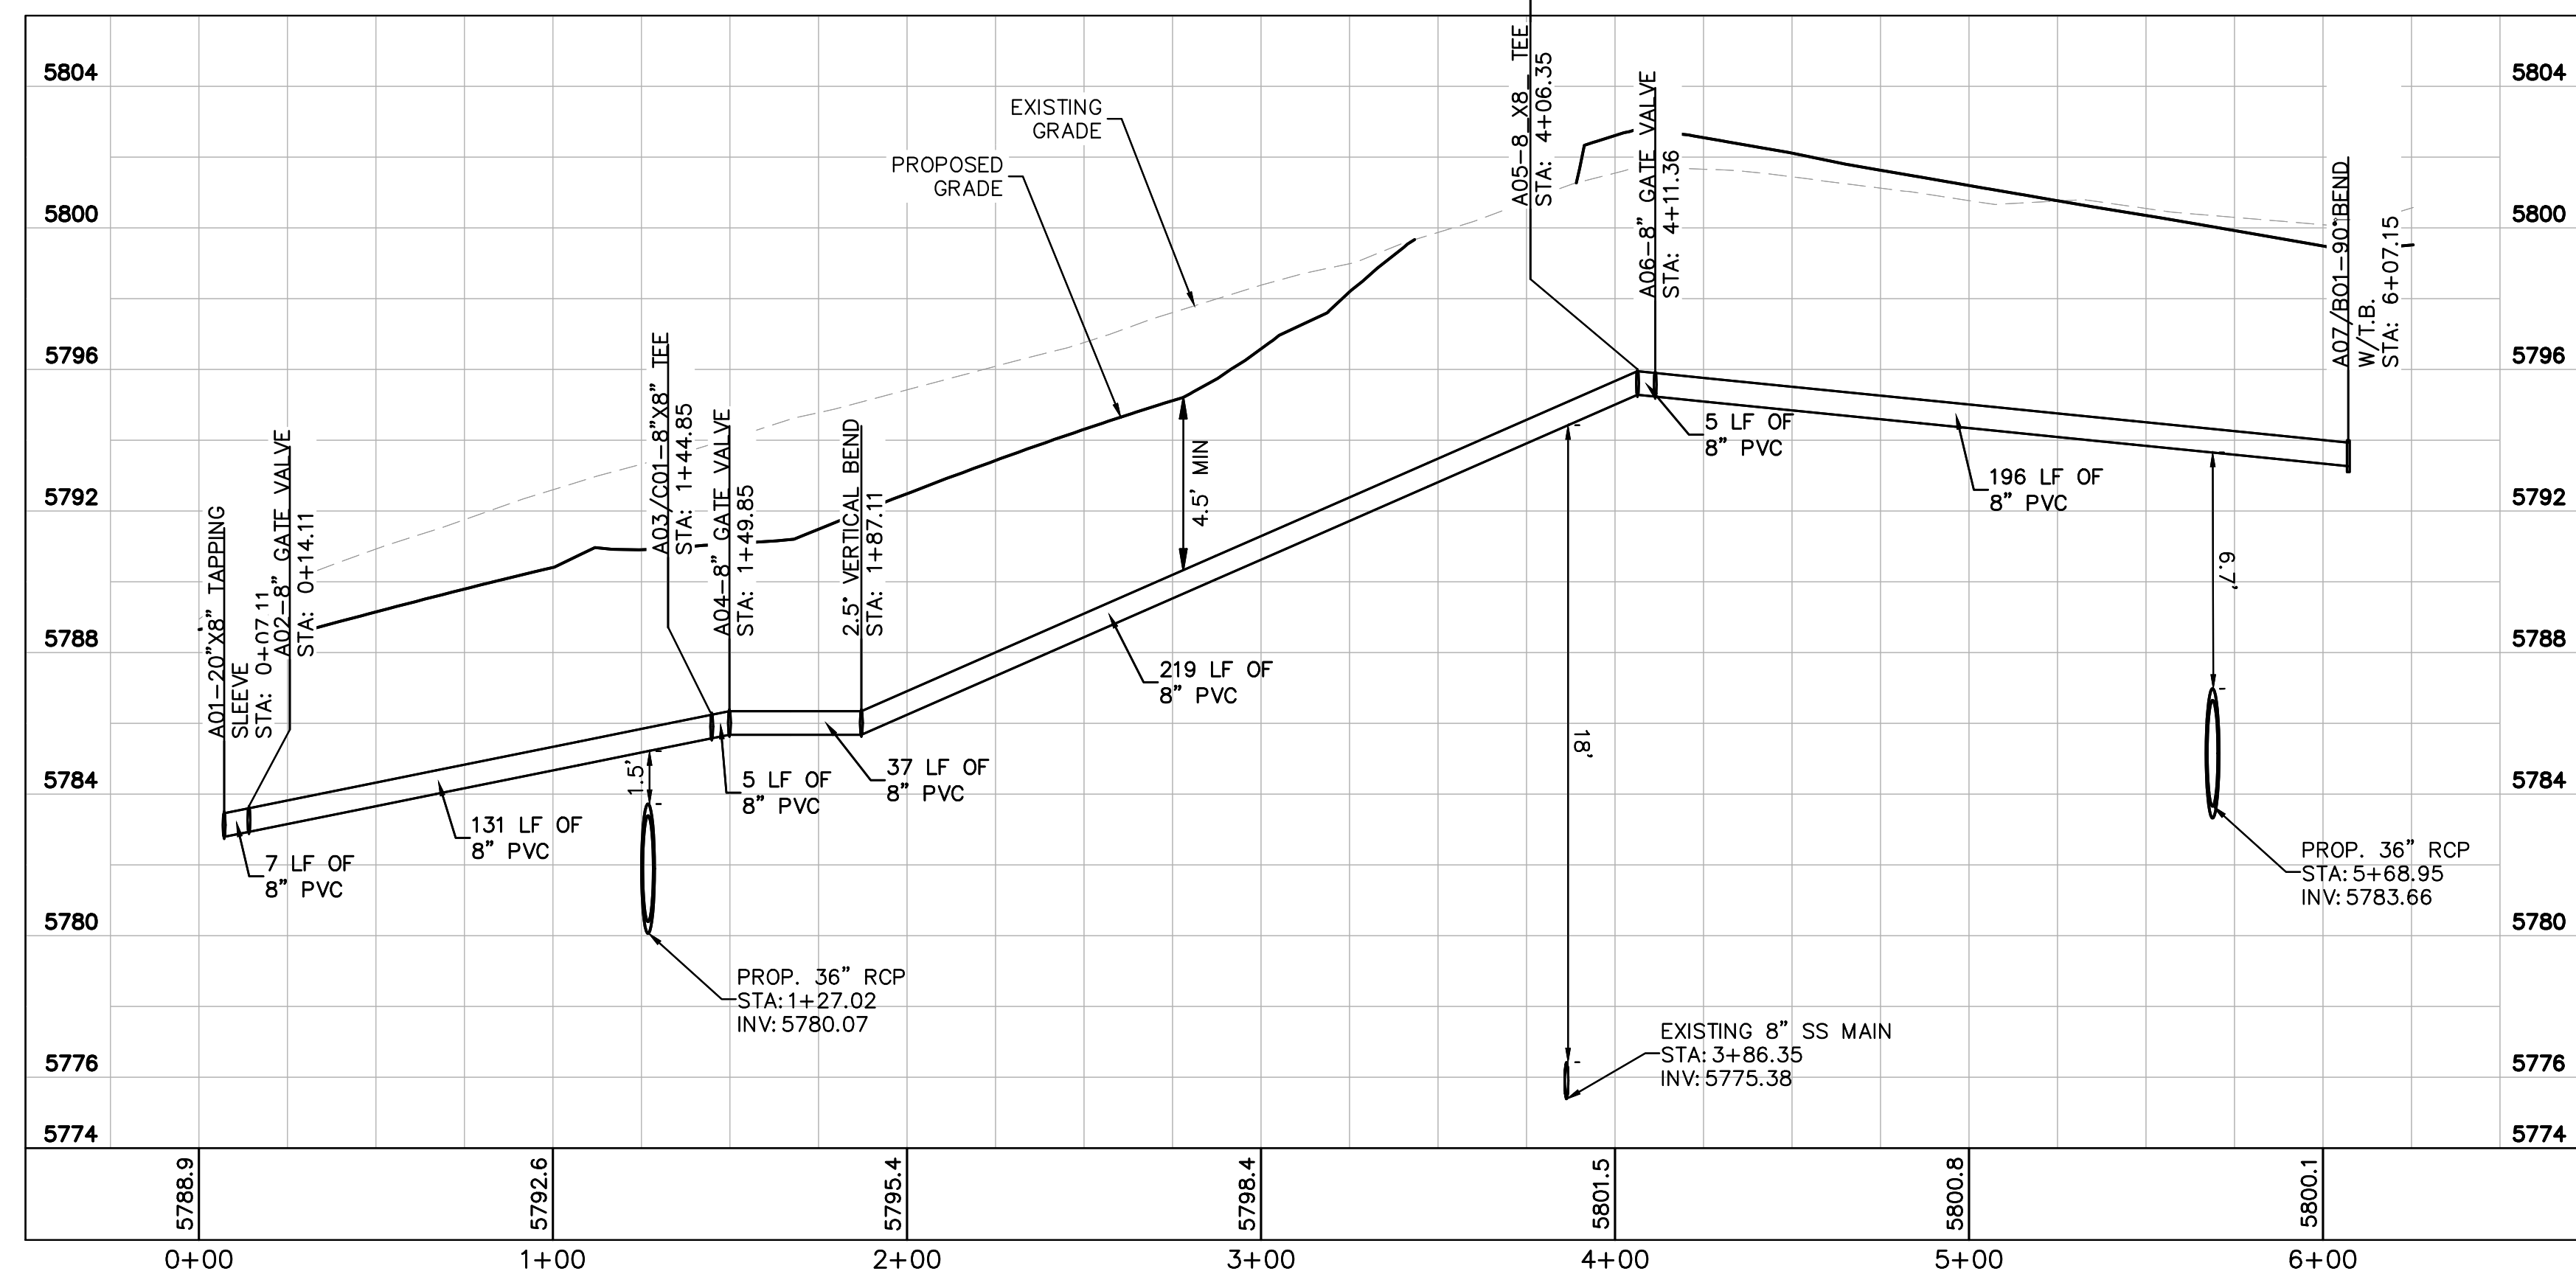 5804
5800
5796
5792
5788
5784
5780
5776
5774
5804
5800
5796
5792
5788
5784
5780
5776
5774
EXISTING
GRADE
PROPOSED
GRADE
A01-20"X8" TAPPING
SLEEVE
STA: 0+07.11
A02-8" GATE VALVE
STA: 0+14.11
A03/C01-8"X8" TEE
STA: 1+44.85
A04-8" GATE VALVE
STA: 1+49.85
2.5° VERTICAL BEND
STA: 1+87.11
A05-8_X8_ TEE
STA: 4+06.35
A06-8" GATE VALVE
STA: 4+11.36
A07/B01-90°BEND
W/T.B.
STA: 6+07.15
7 LF OF
8" PVC
131 LF OF
8" PVC
1.5'
5 LF OF
8" PVC
37 LF OF
8" PVC
219 LF OF
8" PVC
4.5' MIN
18'
5 LF OF
8" PVC
196 LF OF
8" PVC
6.7'
PROP. 36" RCP
STA:1+27.02
INV:5780.07
EXISTING 8" SS MAIN
STA:3+86.35
INV:5775.38
PROP. 36" RCP
STA:5+68.95
INV:5783.66
5788.9
5792.6
5795.4
5798.4
5801.5
5800.8
5800.1
0+00
1+00
2+00
3+00
4+00
5+00
6+00